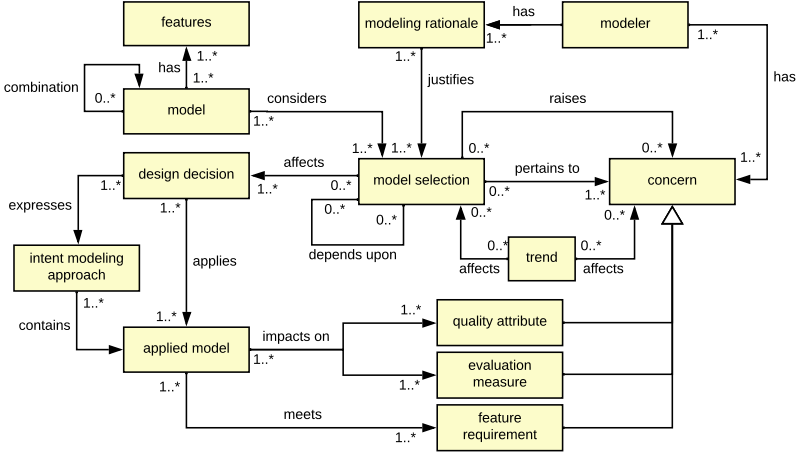 features
modeling rationale
has
modeler
1..*
1..*
1..*
1..*
has
combination
has
1..*
justifies
0..*
model
considers
raises
1..*
1..*
1..*
0..*
0..*
1..*
design decision
affects
model selection
pertains to
concern
1..*
1..*
0..*
0..*
1..*
1..*
0..*
0..*
0..*
0..*
expresses
depends upon
0..*
trend
0..*
affects
affects
intent modeling
approach
applies
1..*
contains
1..*
applied model
impacts on
1..*
quality attribute
1..*
1..*
evaluation
measure
1..*
meets
feature
requirement
1..*